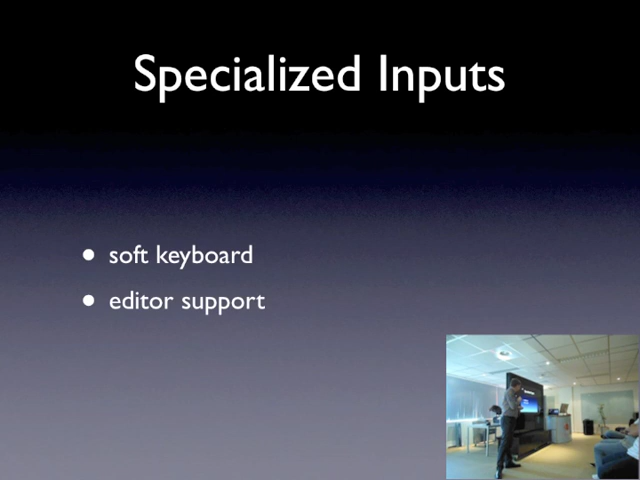 Specialized Inputs
• soft keyboard
• editor support